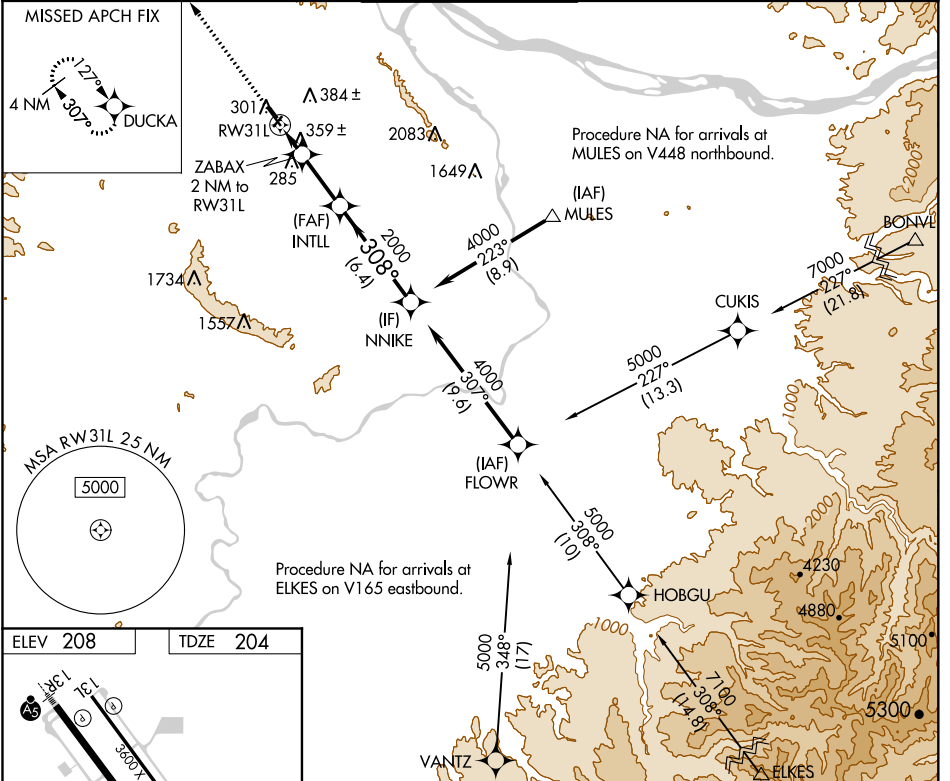 MISSED APCH FIX
127°
4 NM
307°
DUCKA
301
384 ±
RW31L
359 ±
ZABAX
2 NM to
RW31L
285
2083
1649
Procedure NA for arrivals at
MULES on V448 northbound.
(IAF)
MULES
(FAF)
INTLL
2000
308°
(6.4)
4000
223°
(8.9)
BONVL
7000
227°
(21.8)
2000
1734
1557
(IF)
NNIKE
CUKIS
5000
227°
(13.3)
4000
307°
(9.6)
1000
MSA RW31L 25 NM
5000
(IAF)
FLOWR
5000
308°
(10)
2000
Procedure NA for arrivals at
ELKES on V165 eastbound.
HOBGU
4230
4880
5100
5300
1000
5000
348°
(17)
7100
308°
(14.8)
VANTZ
ELKES
ELEV 208
TDZE 204
13R
13L
A5
P
P
3600 X